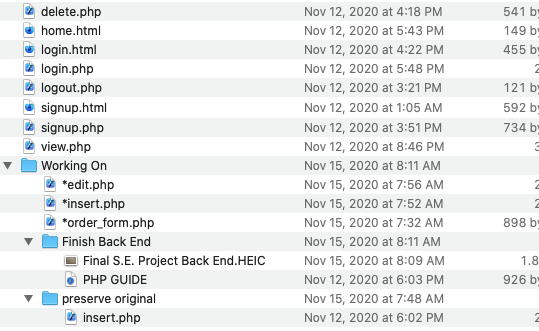 delete.php Nov 12, 2020 at 4:18 PM 541 by
home.html Nov 12, 2020 at 5:43 PM 149 by
login.html Nov 12, 2020 at 4:22 PM 455 by
login.php Nov 12, 2020 at 5:48 PM 2
logout.php Nov 12, 2020 at 3:21 PM 121 by
signup.html Nov 12, 2020 at 1:05 AM 592 by
signup.php Nov 12, 2020 at 3:51 PM 734 by
view.php Nov 12, 2020 at 8:46 PM 3
Working On Nov 15, 2020 at 8:11 AM
*edit.php Nov 15, 2020 at 7:56 AM 2
*insert.php Nov 15, 2020 at 7:52 AM 2
*order_form.php Nov 15, 2020 at 7:32 AM 898 by
Finish Back End Nov 15, 2020 at 8:11 AM
Final S.E. Project Back End.HEIC Nov 15, 2020 at 8:09 AM 1.8
PHP GUIDE Nov 12, 2020 at 6:03 PM 926 by
preserve original Nov 15, 2020 at 7:48 AM
insert.php Nov 12, 2020 at 6:02 PM 2